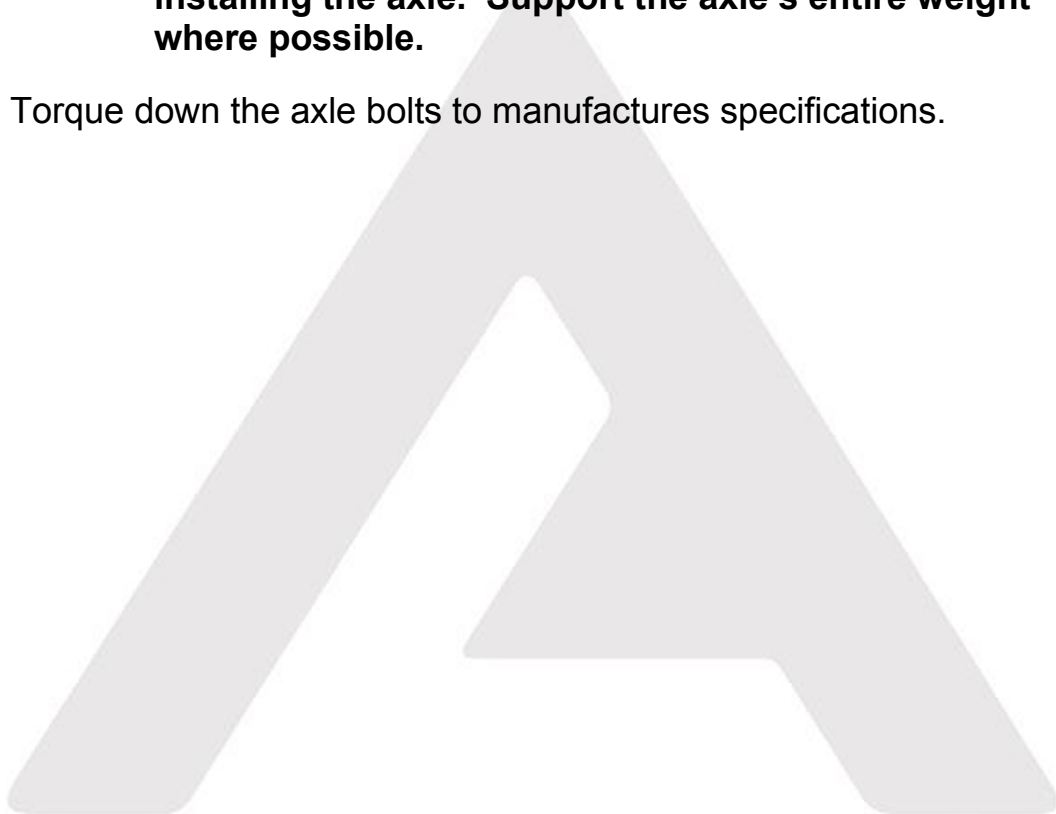 installing the axle.  Support the axle's entire weight
where possible.
Torque down the axle bolts to manufactures specifications.